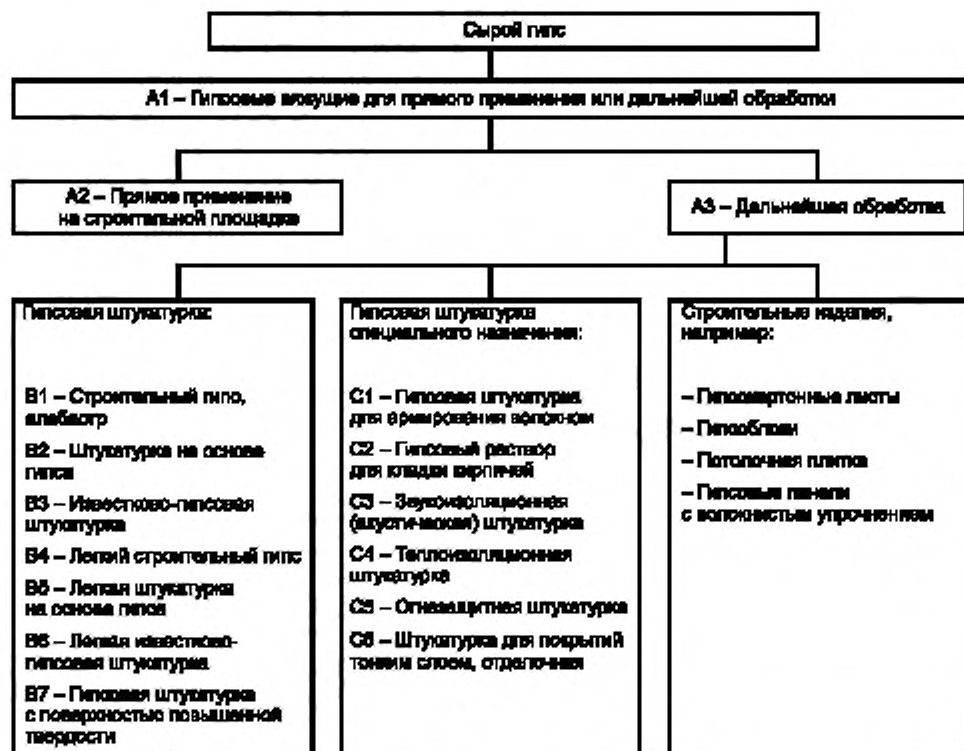 Сырой гипс
А1 – Гипсовые вяжущие для прямого применения или дальнейшей обработки
А2 – Прямое применение
на строительной площадке
А3 – Дальнейшая обработка
Гипсовая штукатурка:
В1 – Строительный гипс,
алебастр
В2 – Штукатурка на основе
гипса
В3 – Известково-гипсовая
штукатурка
В4 – Легкий строительный гипс
В5 – Легкая штукатурка
на основе гипса
В6 – Легкая известково-
гипсовая штукатурка
В7 – Гипсовая штукатурка
с поверхностью повышенной
твердости
Гипсовая штукатурка
специального назначения:
С1 – Гипсовая штукатурка
для армирования волокном
С2 – Гипсовый раствор
для кладки кирпичей
С3 – Звукоизоляционная
(акустическая) штукатурка
С4 – Теплоизоляционная
штукатурка
С5 – Огнезащитная штукатурка
С6 – Штукатурка для покрытий
тонким слоем, отделочная
Строительные изделия,
например:
– Гипсокартонные листы
– Гипсоблоки
– Потолочная плитка
– Гипсовые панели
с волокнистым упрочнением